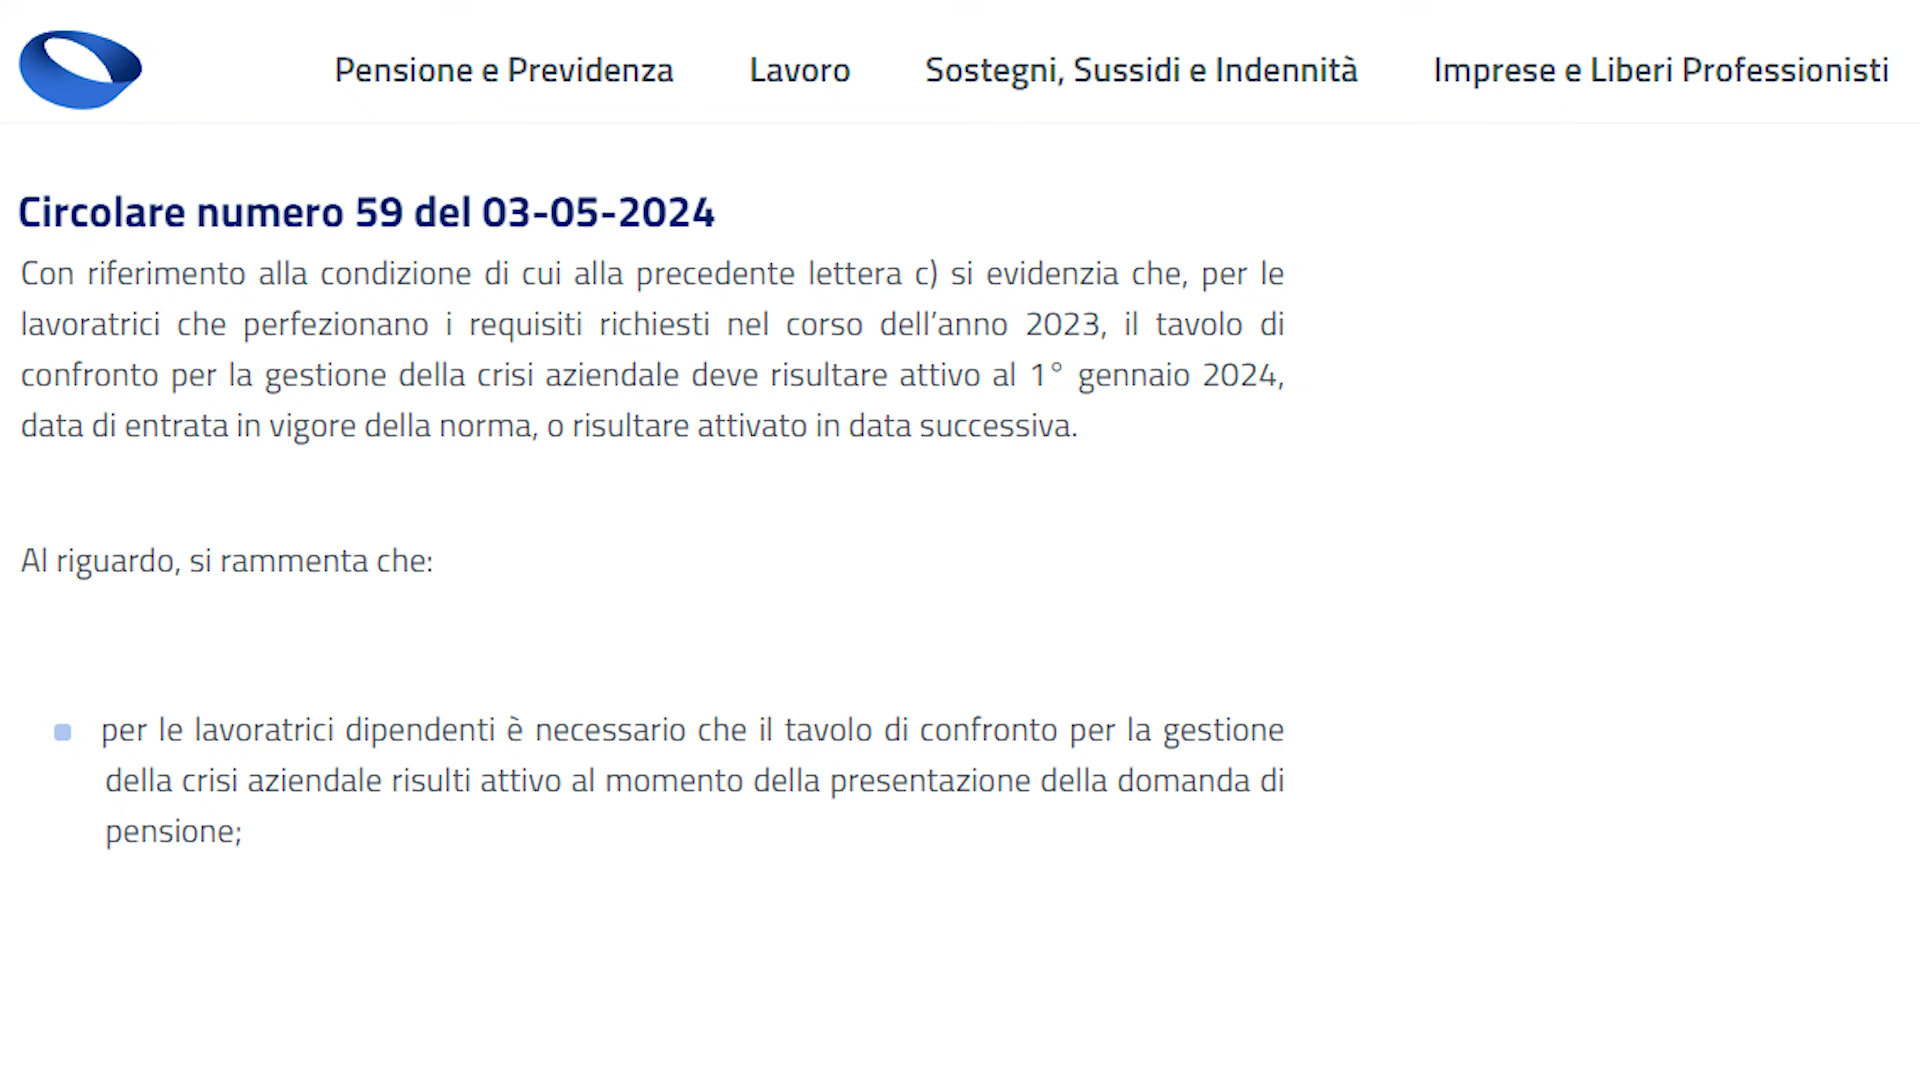 Pensione e Previdenza Lavoro Sostegni, Sussidi e Indennità Imprese e Liberi Professionisti
Circolare numero 59 del 03-05-2024
Con riferimento alla condizione di cui alla precedente lettera c) si evidenzia che, per le
lavoratrici che perfezionano i requisiti richiesti nel corso dell’anno 2023, il tavolo di
confronto per la gestione della crisi aziendale deve risultare attivo al 1° gennaio 2024,
data di entrata in vigore della norma, o risultare attivato in data successiva.
Al riguardo, si rammenta che:
per le lavoratrici dipendenti è necessario che il tavolo di confronto per la gestione
della crisi aziendale risulti attivo al momento della presentazione della domanda di
pensione;